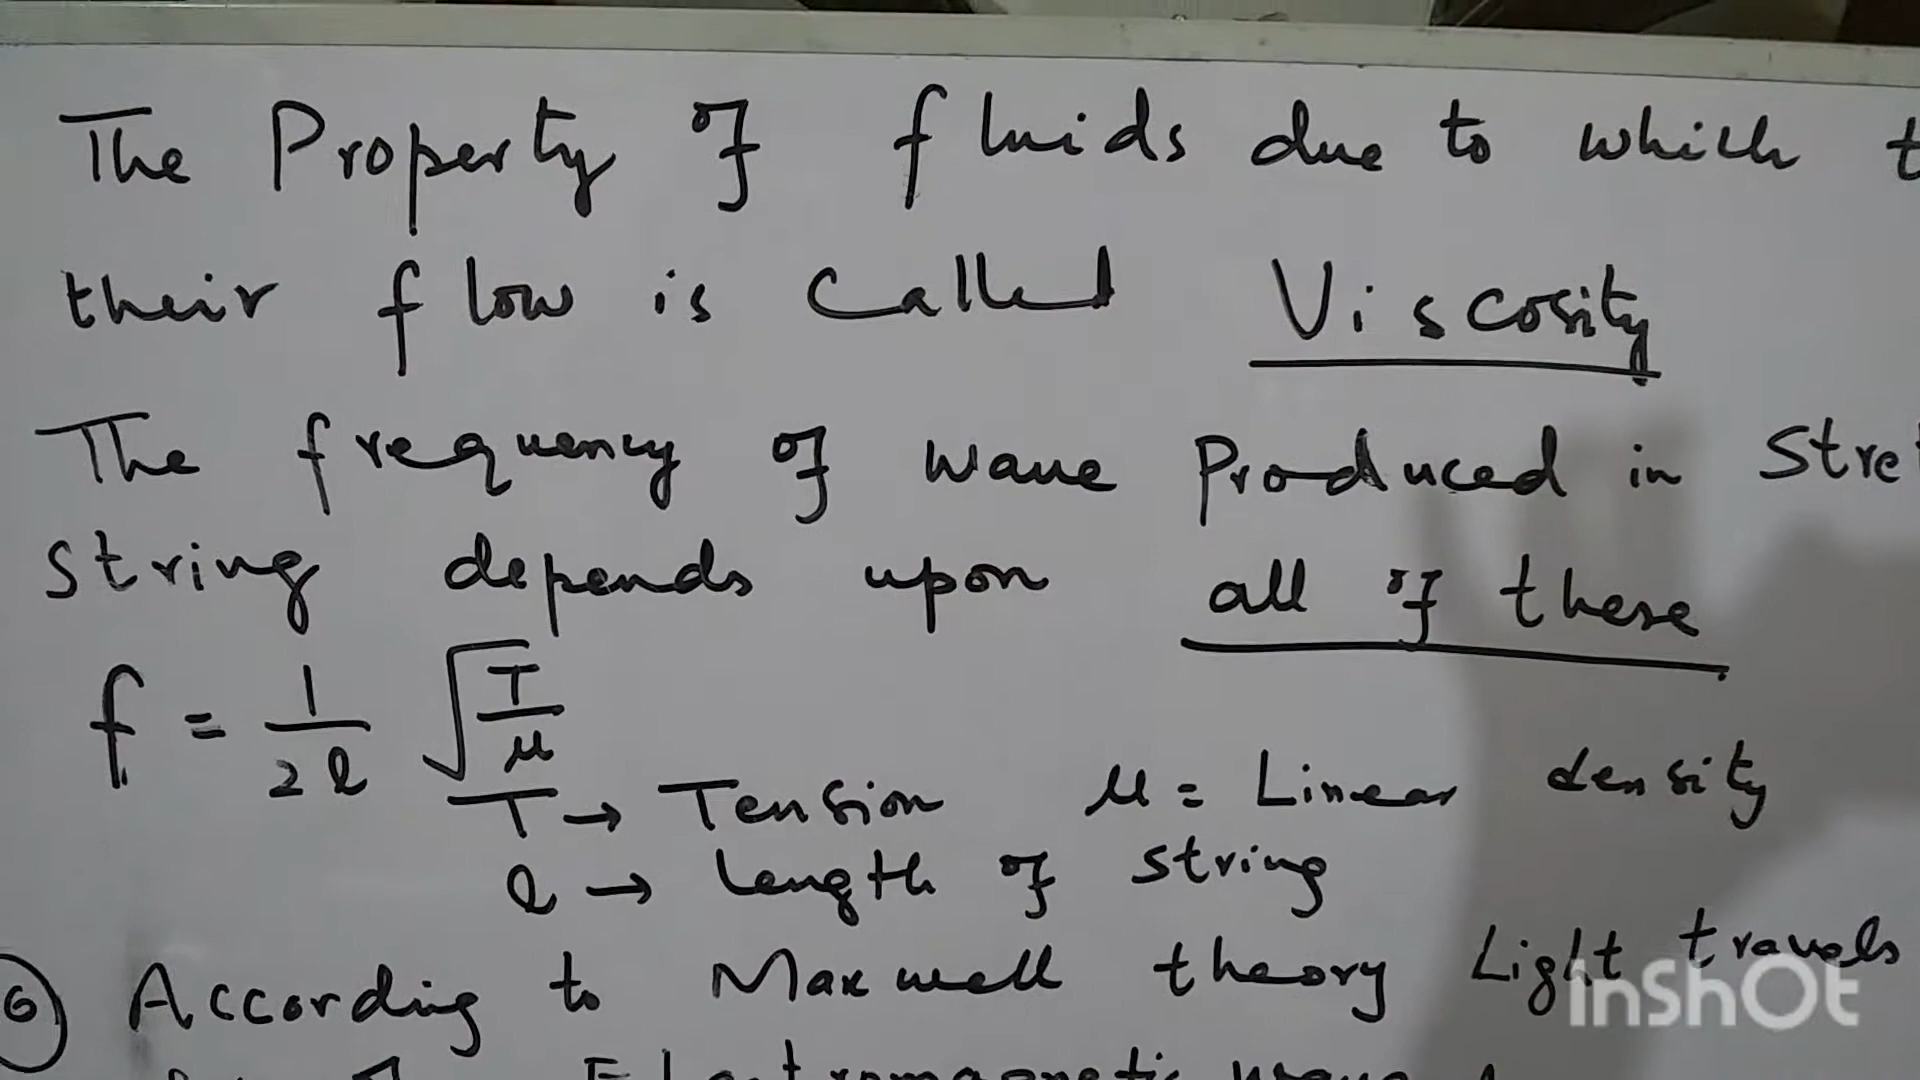 The Property of fluids due to which t
their flow is called Viscosity
The frequency of wave Produced in Stre
string depends upon all of these
f = 1/2l √T/μ
T → Tension μ = Linear density
l → length of string
6 According to Maxwell theory Light travels
Electromagnetic wave
InShOt